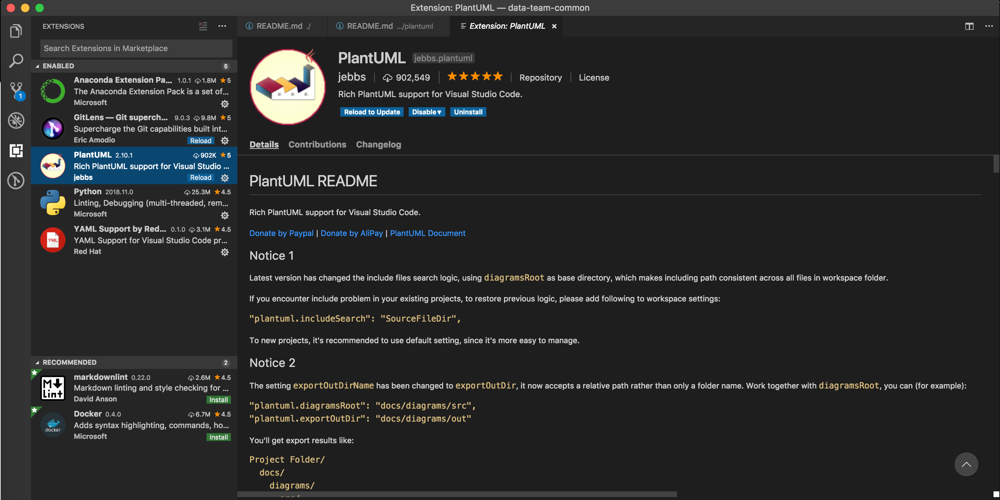 Extension: PlantUML — data-team-common
EXTENSIONS
README.md ./
README.md .../plantuml
Extension: PlantUML
Search Extensions in Marketplace
ENABLED 5
Anaconda Extension Pa... 1.0.1 1.8M 5
The Anaconda Extension Pack is a set of...
Microsoft
GitLens — Git superch... 9.0.3 9.8M 5
Supercharge the Git capabilities built int...
Eric Amodio Reload
PlantUML 2.10.1 902K 5
Rich PlantUML support for Visual Studio ...
jebbs Reload
Python 2018.11.0 25.3M 4.5
Linting, Debugging (multi-threaded, rem...
Microsoft
YAML Support by Red... 0.1.0 3.1M 4.5
YAML Support for Visual Studio Code pr...
Red Hat
YML
1
RECOMMENDED 2
markdownlint 0.22.0 2.6M 4.5
Markdown linting and style checking for ...
David Anson Install
M
Lint
Docker 0.4.0 6.7M 4.5
Adds syntax highlighting, commands, ho...
Microsoft Install
docker
PlantUML jebbs.plantuml
jebbs 902,549 Repository License
Rich PlantUML support for Visual Studio Code.
Reload to Update Disable▼ Uninstall
Details Contributions Changelog
PlantUML README
Rich PlantUML support for Visual Studio Code.
Donate by Paypal | Donate by AliPay | PlantUML Document
Notice 1
Latest version has changed the include files search logic, using diagramsRoot as base directory, which makes including path consistent across all files in workspace folder.
If you encounter include problem in your existing projects, to restore previous logic, please add following to workspace settings:
"plantuml.includeSearch": "SourceFileDir",
To new projects, it's recommended to use default setting, since it's more easy to manage.
Notice 2
The setting exportOutDirName has been changed to exportOutDir, it now accepts a relative path rather than only a folder name. Work together with diagramsRoot, you can (for example):
"plantuml.diagramsRoot": "docs/diagrams/src",
"plantuml.exportOutDir": "docs/diagrams/out"
You'll get export results like:
Project Folder/
docs/
diagrams/